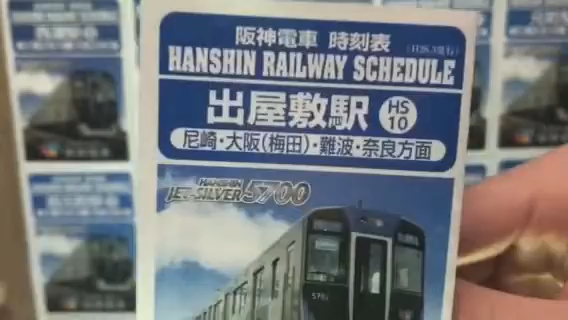 阪神電車 時刻表
HANSHIN RAILWAY SCHEDULE
出屋敷駅 HS 10
尼崎・大阪(梅田)・難波・奈良方面
HANSHIN
JET-SILVER 5700